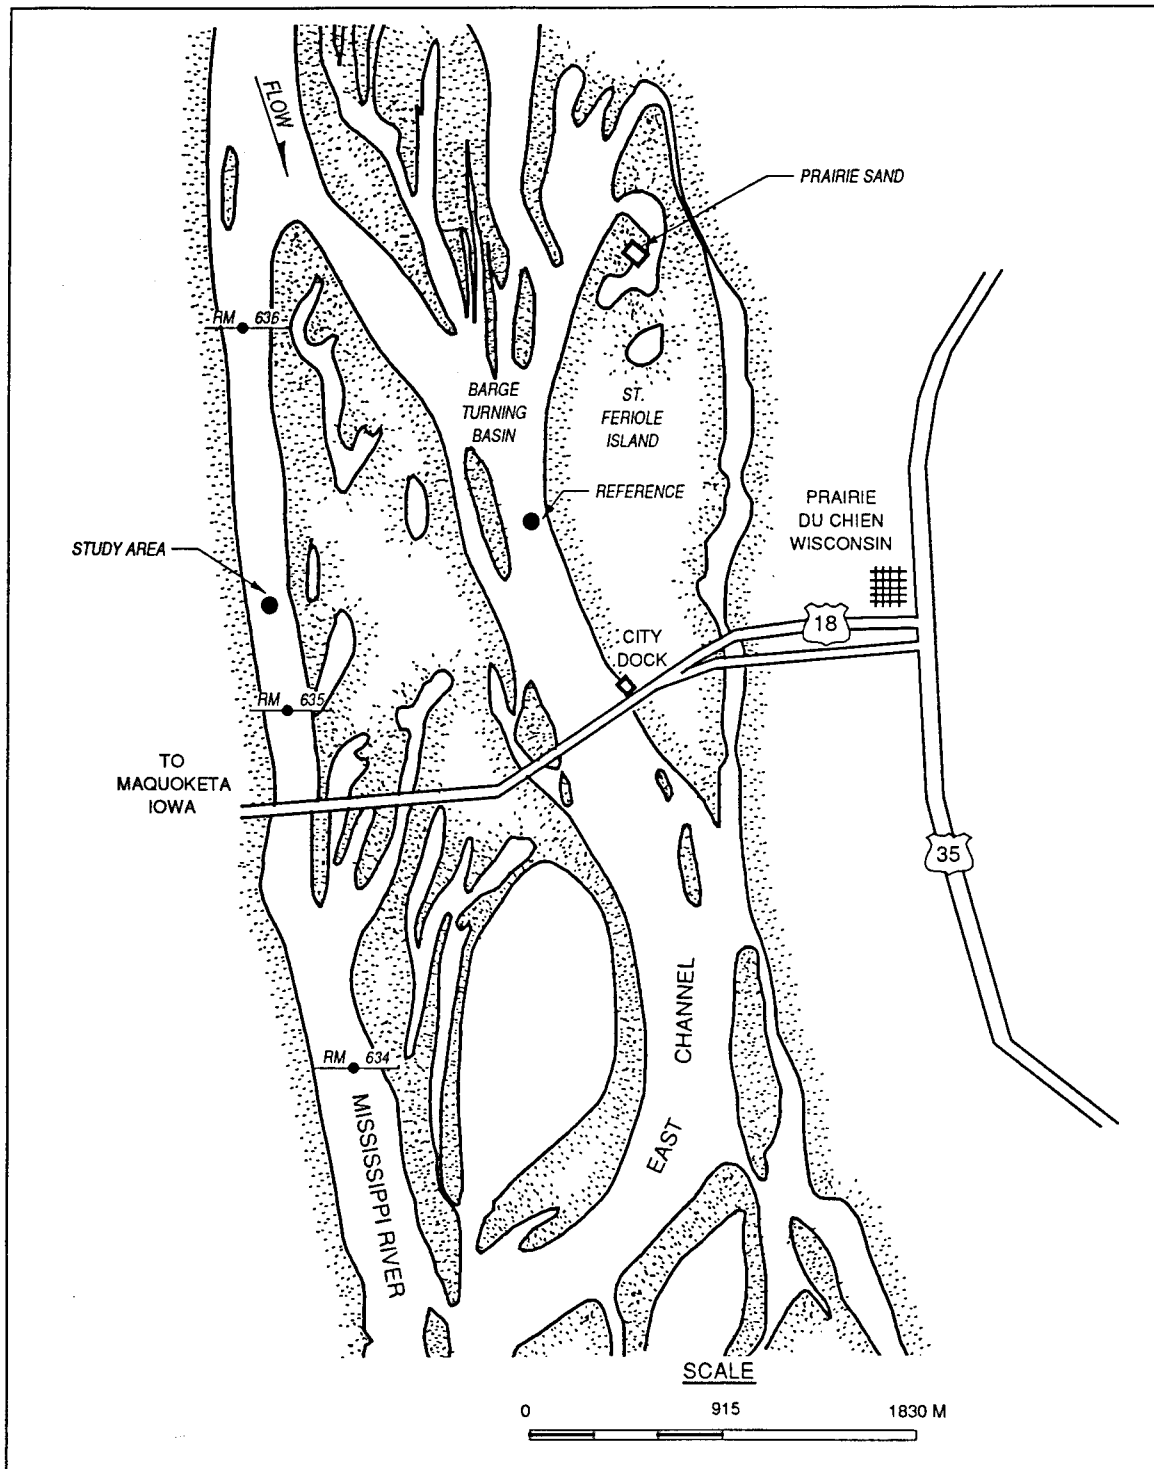 FLOW
PRAIRIE SAND
RM 636
BARGE
TURNING
BASIN
ST.
FERIOLE
ISLAND
REFERENCE
PRAIRIE
DU CHIEN
WISCONSIN
STUDY AREA
18
CITY
DOCK
RM 635
TO
MAQUOKETA
IOWA
35
EAST CHANNEL
RM 634
MISSISSIPPI RIVER
SCALE
0 915 1830 M